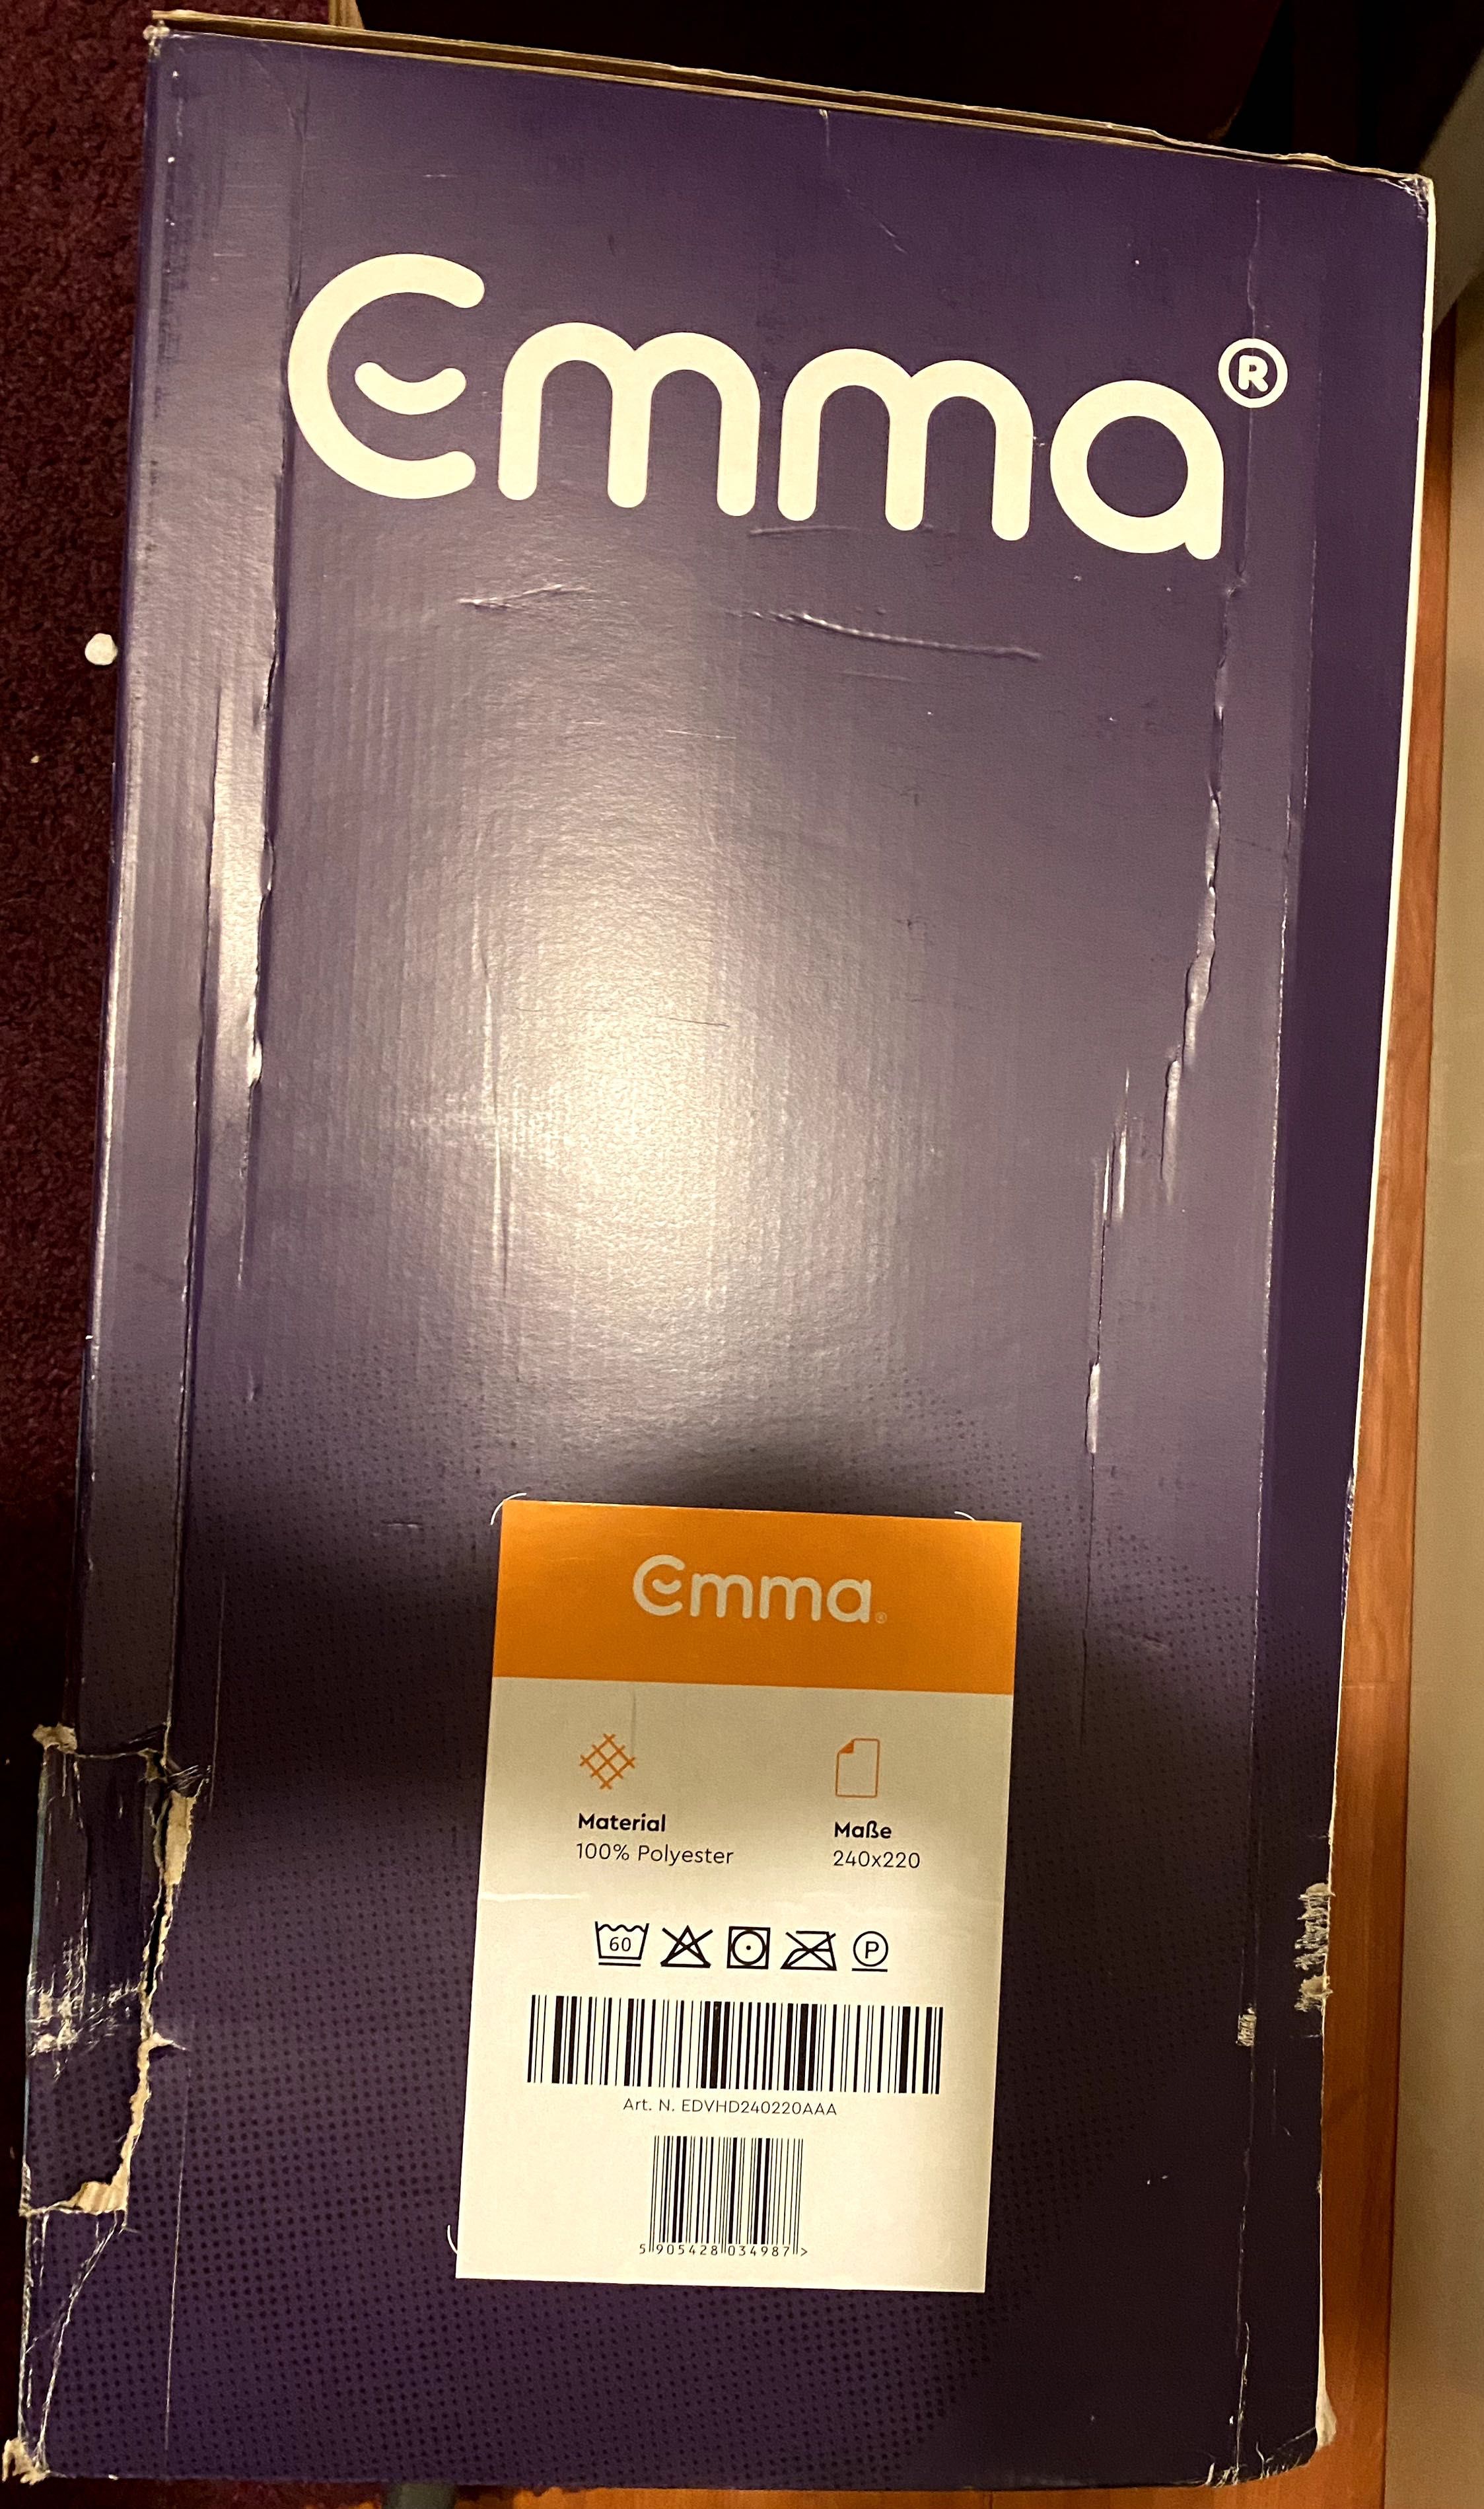 Emma®
Emma®
Material
100% Polyester
Maße
240x220
60
P
Art. N. EDVHD240220AAA
5 905428 034987 >